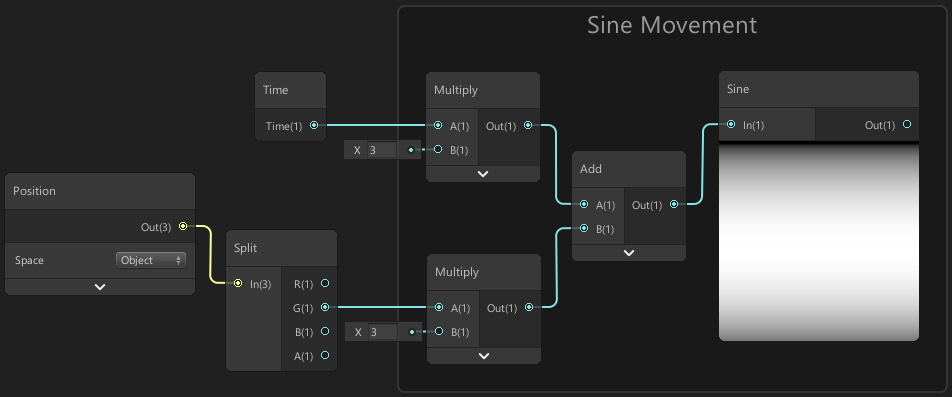 Sine Movement
Time
Time(1)
Multiply
A(1) Out(1)
B(1)
X 3
Sine
In(1) Out(1)
Add
A(1) Out(1)
B(1)
Position
Out(3)
Space Object
Split
In(3) R(1)
G(1)
B(1)
A(1)
Multiply
A(1) Out(1)
B(1)
X 3